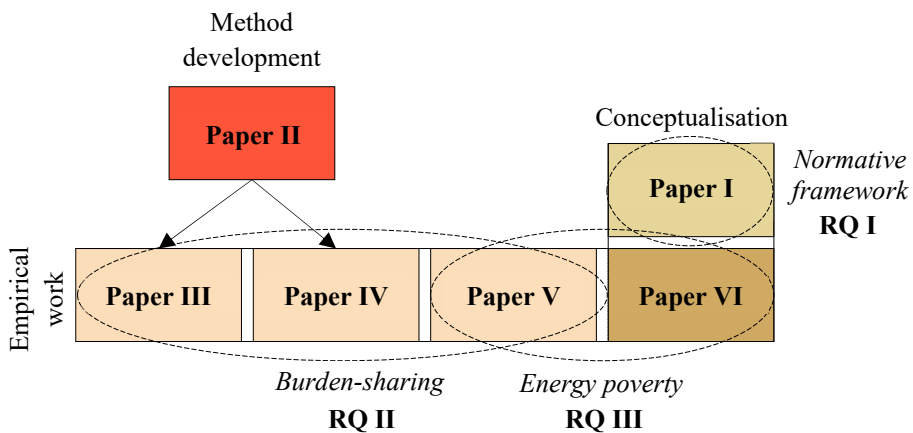 Method
development
Paper II
Conceptualisation
Paper I
Normative
framework
RQ I
Empirical
work
Paper III
Paper IV
Paper V
Paper VI
Burden-sharing
RQ II
Energy poverty
RQ III